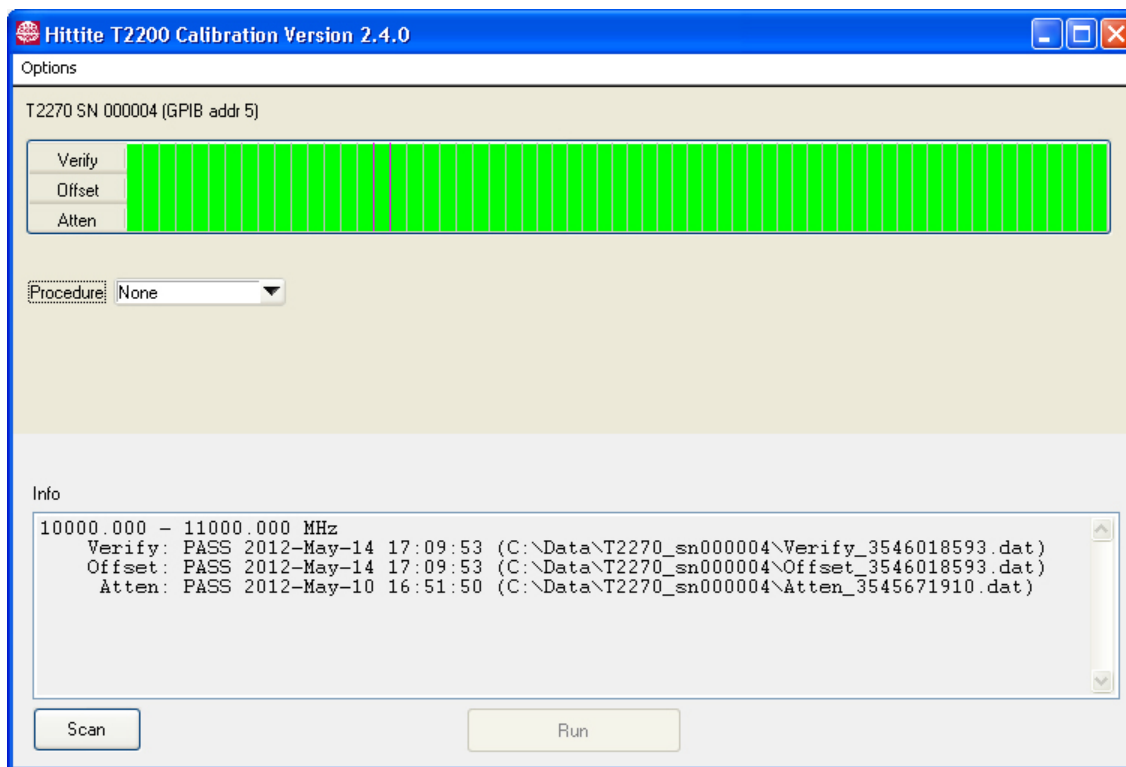 Hittite T2200 Calibration Version 2.4.0
Options
T2270 SN 000004 (GPIB addr 5)
Verify
Offset
Atten
Procedure None
Info
10000.000 – 11000.000 MHz
Verify: PASS 2012-May-14 17:09:53 (C:\Data\T2270_sn000004\Verify_3546018593.dat)
Offset: PASS 2012-May-14 17:09:53 (C:\Data\T2270_sn000004\Offset_3546018593.dat)
Atten: PASS 2012-May-10 16:51:50 (C:\Data\T2270_sn000004\Atten_3545671910.dat)
Scan Run